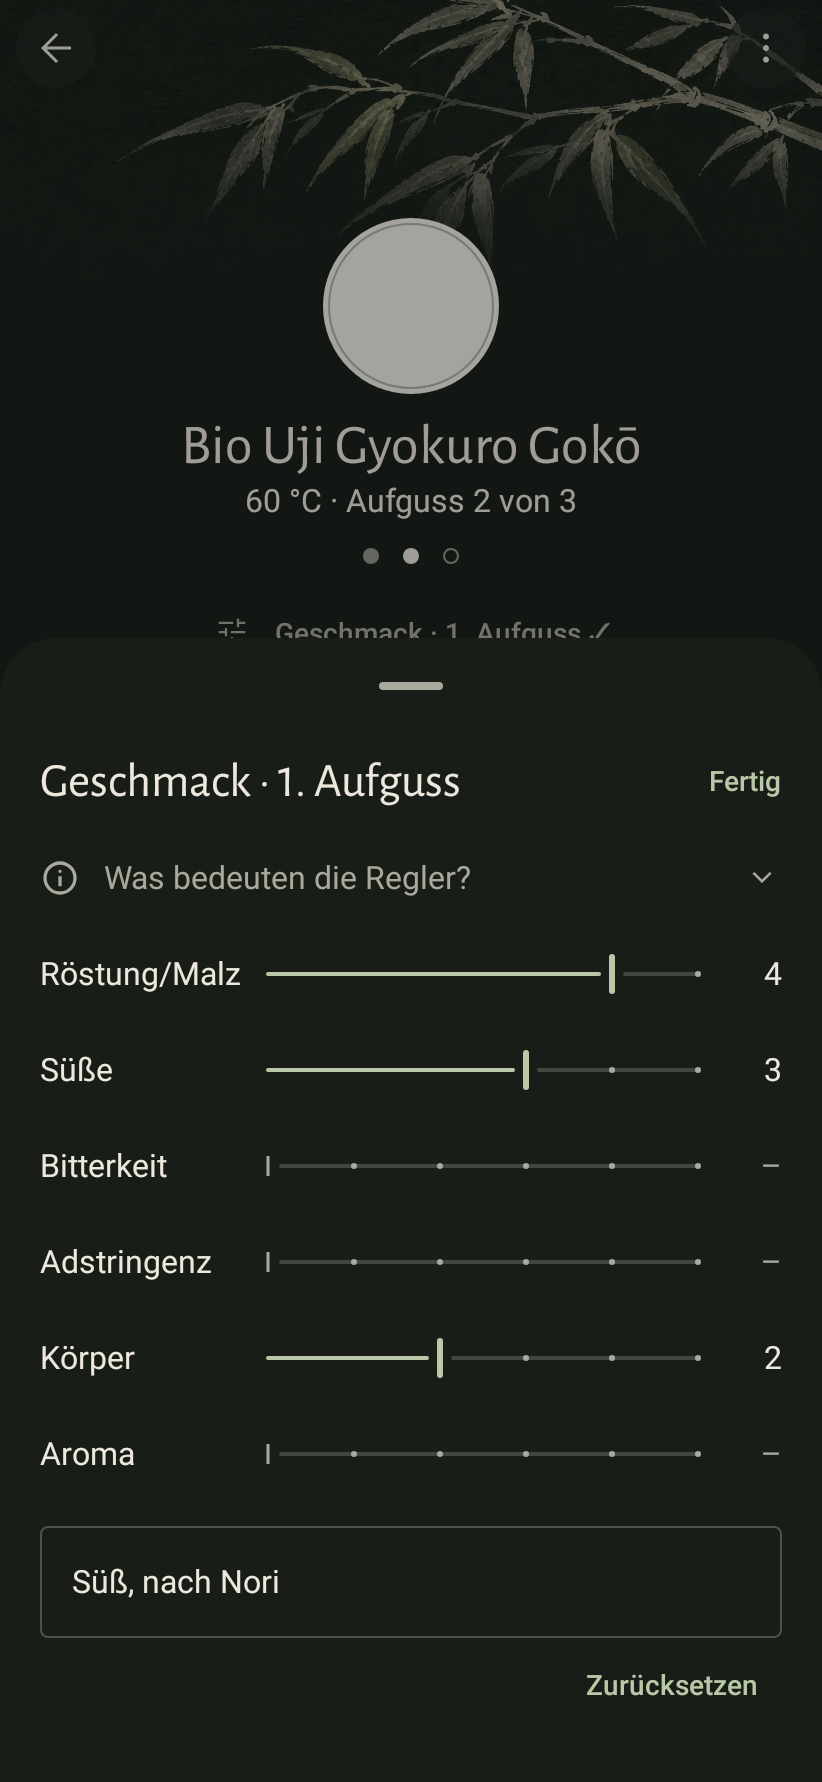 Bio Uji Gyokuro Gokō
60 °C · Aufguss 2 von 3
Geschmack · 1. Aufguss ✓
Geschmack · 1. Aufguss
Fertig
Was bedeuten die Regler?
Röstung/Malz 4
Süße 3
Bitterkeit –
Adstringenz –
Körper 2
Aroma –
Süß, nach Nori
Zurücksetzen